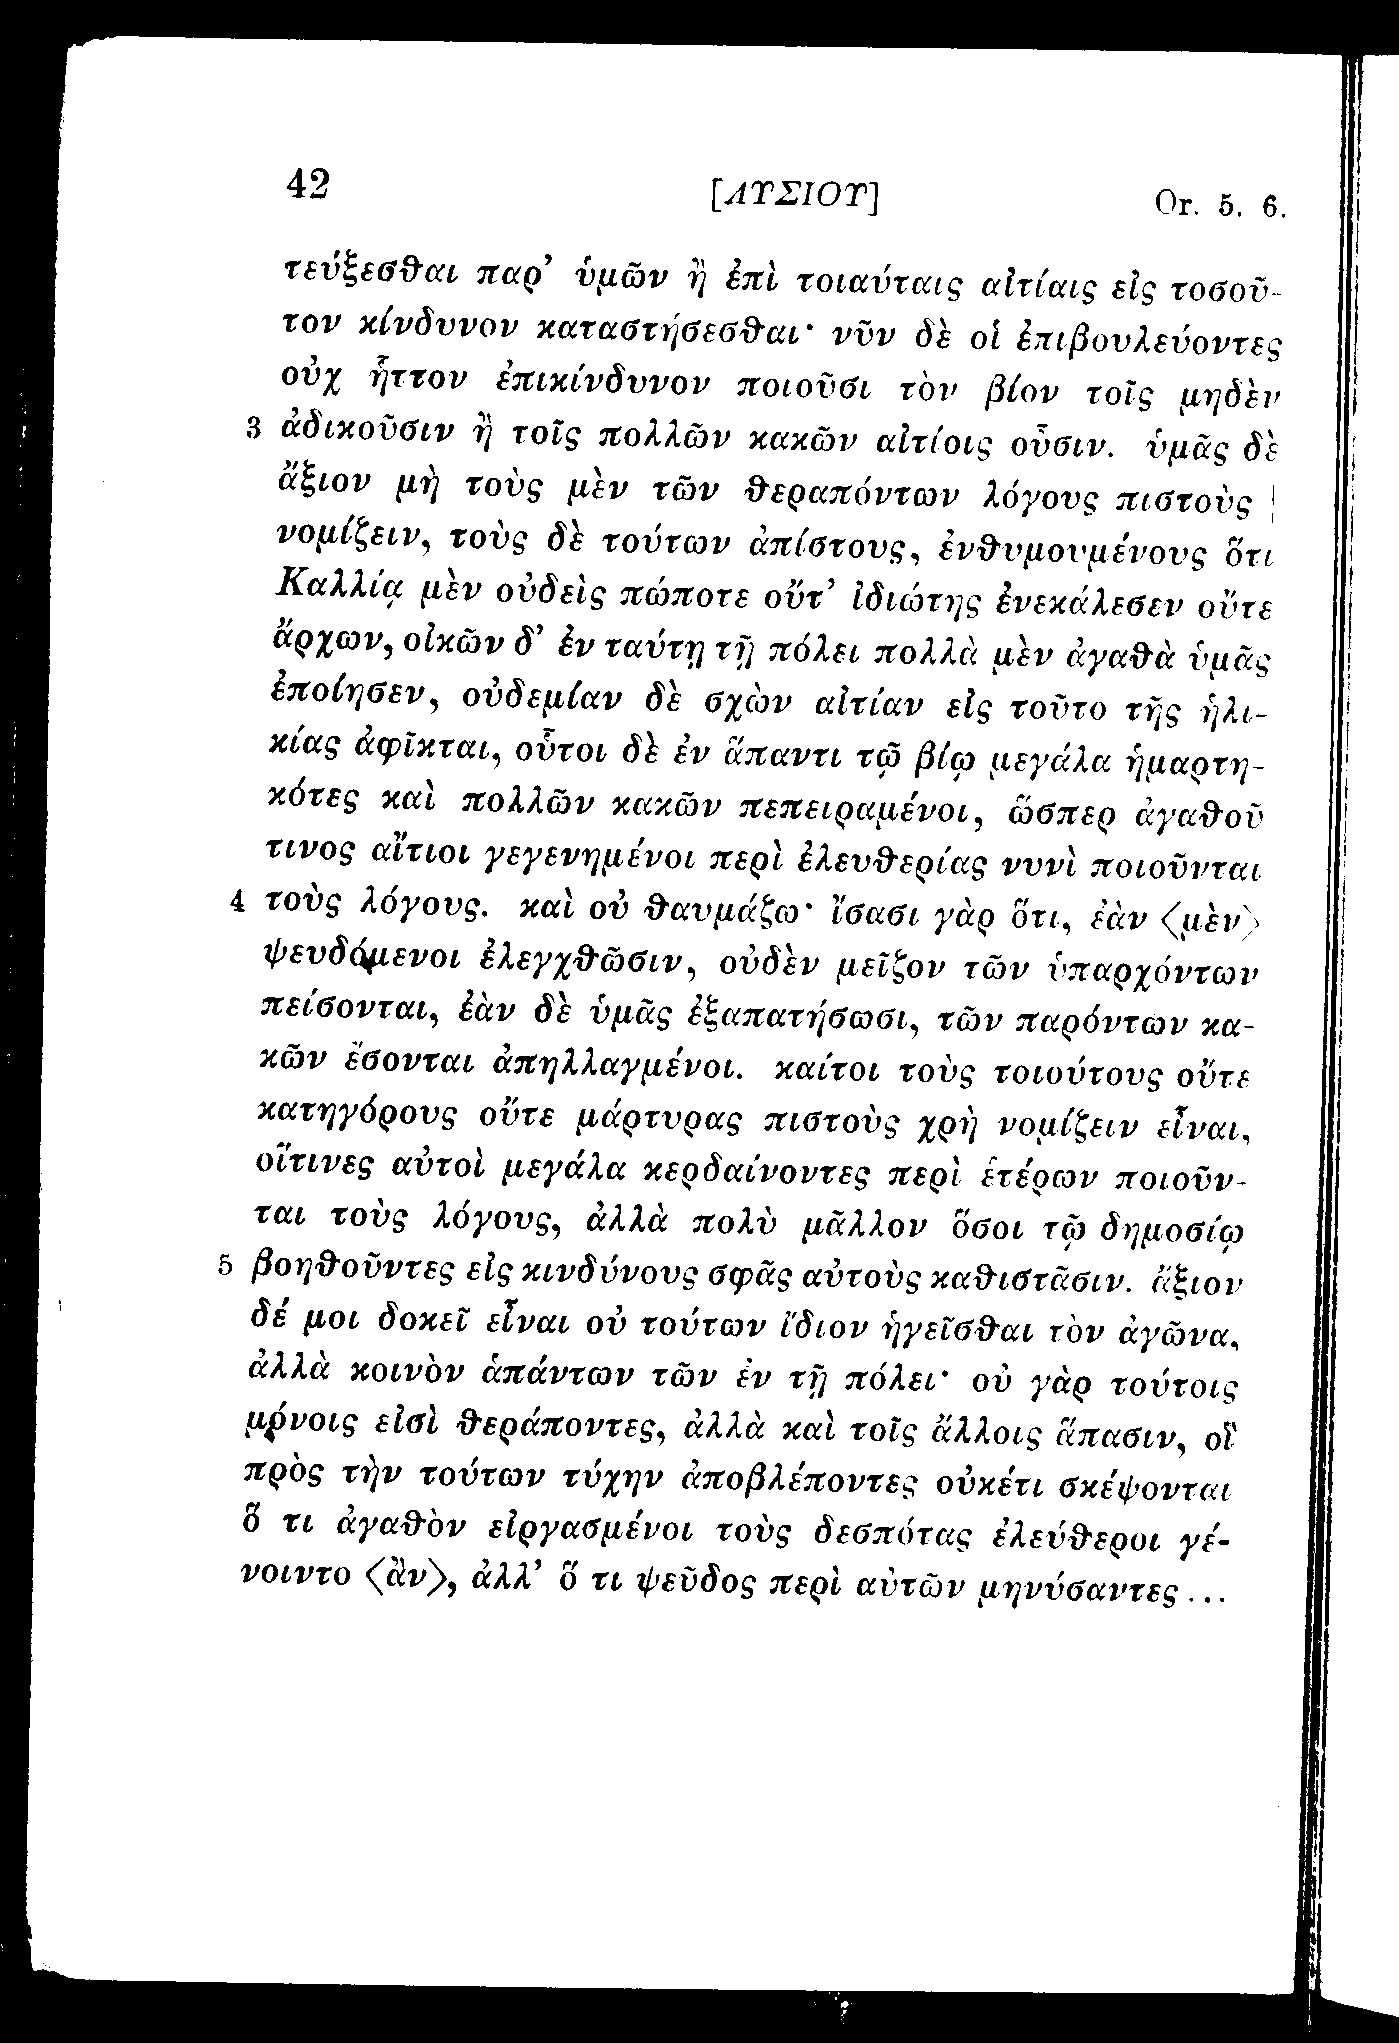 42 [ΛΥΣΙΟΥ] Or. 5. 6.
τεύξεσθαι παρ’ ὑμῶν ἢ ἐπὶ τοιαύταις αἰτίαις εἰς τοσοῦ-
τον κίνδυνον καταστήσεσθαι· νῦν δὲ οἱ ἐπιβουλεύοντες
οὐχ ἧττον ἐπικίνδυνον ποιοῦσι τὸν βίον τοῖς μηδὲν
3 ἀδικοῦσιν ἢ τοῖς πολλῶν κακῶν αἰτίοις οὖσιν. ὑμᾶς δὲ
ἄξιον μὴ τοὺς μὲν τῶν θεραπόντων λόγους πιστοὺς
νομίζειν, τοὺς δὲ τούτων ἀπίστους, ἐνθυμουμένους ὅτι
Καλλίᾳ μὲν οὐδεὶς πώποτε οὔτ’ ἰδιώτης ἐνεκάλεσεν οὔτε
ἄρχων, οἰκῶν δ’ ἐν ταύτῃ τῇ πόλει πολλὰ μὲν ἀγαθὰ ὑμᾶς
ἐποίησεν, οὐδεμίαν δὲ σχὼν αἰτίαν εἰς τοῦτο τῆς ἡλι-
κίας ἀφῖκται, οὗτοι δὲ ἐν ἅπαντι τῷ βίῳ μεγάλα ἡμαρτη-
κότες καὶ πολλῶν κακῶν πεπειραμένοι, ὥσπερ ἀγαθοῦ
τινος αἴτιοι γεγενημένοι περὶ ἐλευθερίας νυνὶ ποιοῦνται
4 τοὺς λόγους. καὶ οὐ θαυμάζω· ἴσασι γὰρ ὅτι, ἐὰν ⟨μὲν⟩
ψευδόμενοι ἐλεγχθῶσιν, οὐδὲν μεῖζον τῶν ὑπαρχόντων
πείσονται, ἐὰν δὲ ὑμᾶς ἐξαπατήσωσι, τῶν παρόντων κα-
κῶν ἔσονται ἀπηλλαγμένοι. καίτοι τοὺς τοιούτους οὔτε
κατηγόρους οὔτε μάρτυρας πιστοὺς χρὴ νομίζειν εἶναι,
οἵτινες αὐτοὶ μεγάλα κερδαίνοντες περὶ ἑτέρων ποιοῦν-
ται τοὺς λόγους, ἀλλὰ πολὺ μᾶλλον ὅσοι τῷ δημοσίῳ
5 βοηθοῦντες εἰς κινδύνους σφᾶς αὐτοὺς καθιστᾶσιν. ἄξιον
δέ μοι δοκεῖ εἶναι οὐ τούτων ἴδιον ἡγεῖσθαι τὸν ἀγῶνα,
ἀλλὰ κοινὸν ἁπάντων τῶν ἐν τῇ πόλει· οὐ γὰρ τούτοις
μόνοις εἰσὶ θεράποντες, ἀλλὰ καὶ τοῖς ἄλλοις ἅπασιν, οἳ
πρὸς τὴν τούτων τύχην ἀποβλέποντες οὐκέτι σκέψονται
ὅ τι ἀγαθὸν εἰργασμένοι τοὺς δεσπότας ἐλεύθεροι γέ-
νοιντο ⟨ἂν⟩, ἀλλ’ ὅ τι ψεῦδος περὶ αὐτῶν μηνύσαντες...